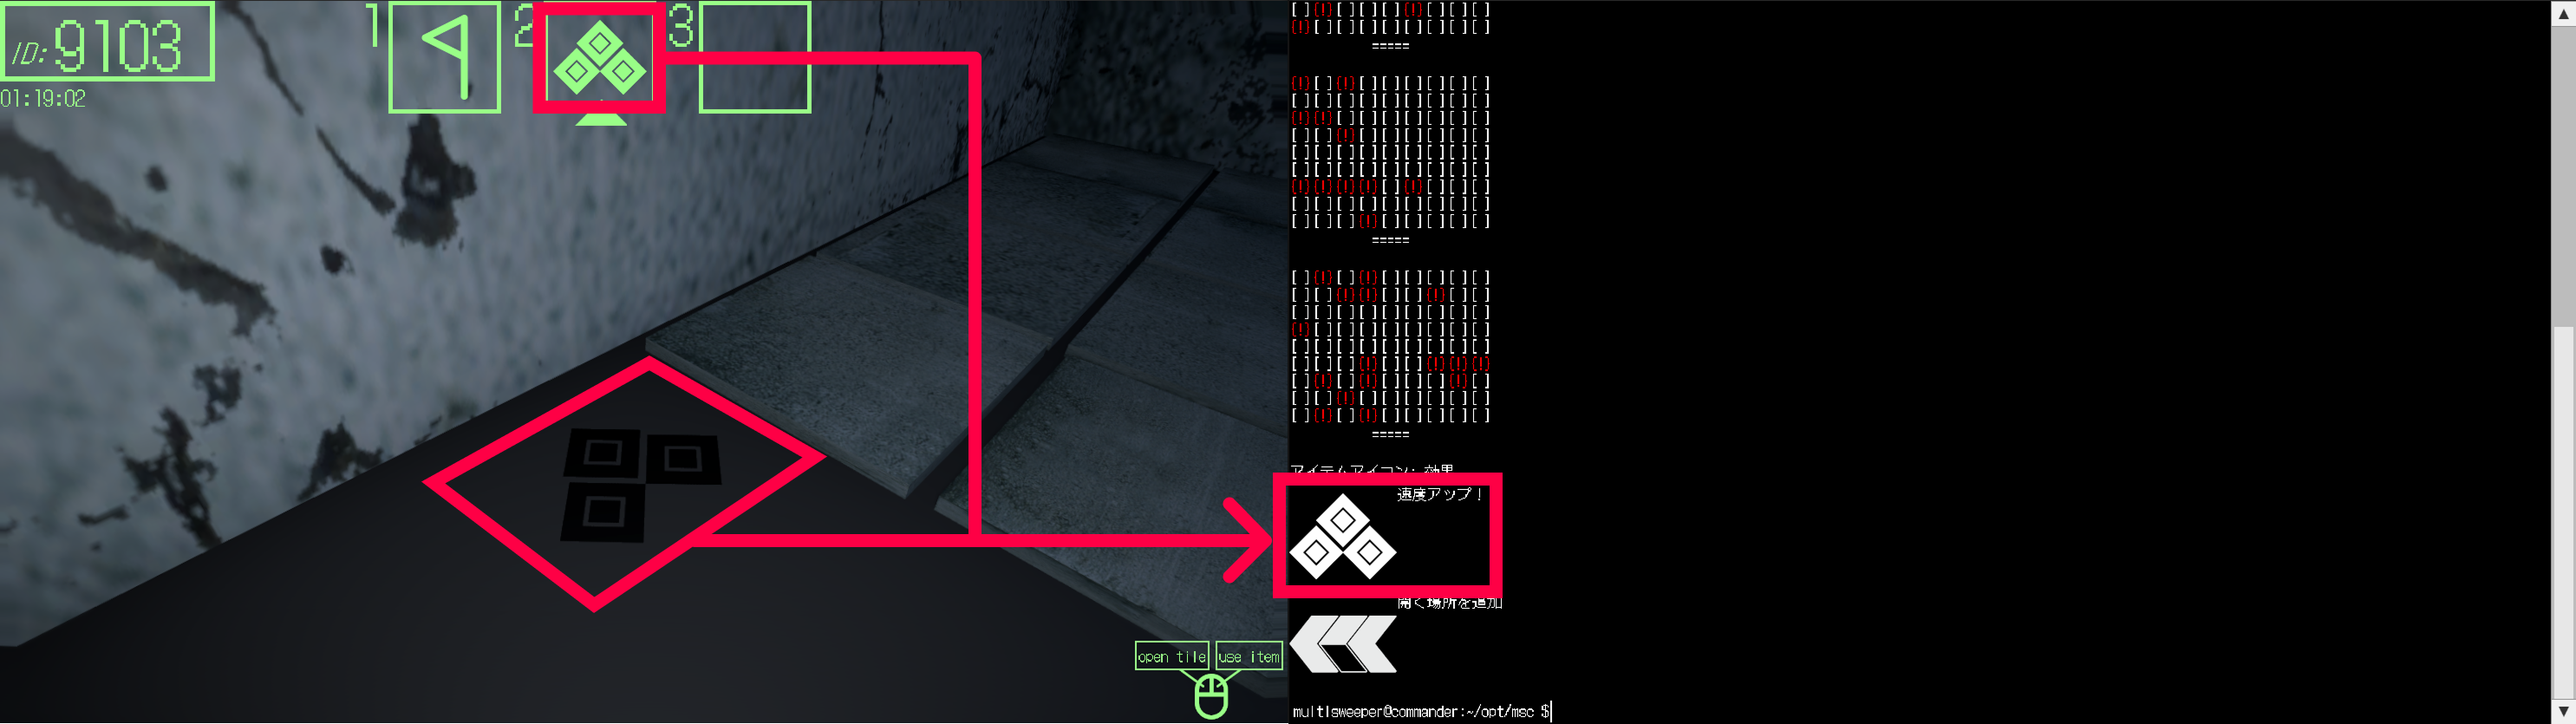 ID: 9103
01:19:02
1
2
3
open tile
use item
[ ](!)[ ][ ][ ](!)[ ][ ][ ]
(!)[ ][ ][ ][ ][ ][ ][ ][ ]
=====
(!)[ ](!)[ ][ ][ ][ ][ ][ ]
[ ][ ][ ][ ][ ][ ][ ][ ][ ]
(!)(!)[ ][ ][ ][ ][ ][ ][ ]
[ ][ ](!)[ ][ ][ ][ ][ ][ ]
[ ][ ][ ][ ][ ][ ][ ][ ][ ]
[ ][ ][ ][ ][ ][ ][ ][ ][ ]
(!)(!)(!)(!)[ ](!)[ ][ ][ ]
[ ][ ][ ][ ][ ][ ][ ][ ][ ]
[ ][ ][ ](!)[ ][ ][ ][ ][ ]
=====
[ ](!)[ ](!)[ ][ ][ ][ ][ ]
[ ][ ](!)(!)[ ][ ](!)[ ][ ]
[ ][ ][ ][ ][ ][ ][ ][ ][ ]
(!)[ ][ ][ ][ ][ ][ ][ ][ ]
[ ][ ][ ][ ][ ][ ][ ][ ][ ]
[ ][ ][ ](!)[ ][ ](!)(!)(!)
[ ](!)[ ](!)[ ][ ][ ](!)[ ]
[ ][ ](!)[ ][ ][ ][ ][ ][ ]
[ ](!)[ ](!)[ ][ ][ ][ ][ ]
=====
アイテムアイコン: 効果
速度アップ！
開く場所を追加
multisweeper@commander:~/opt/msc $